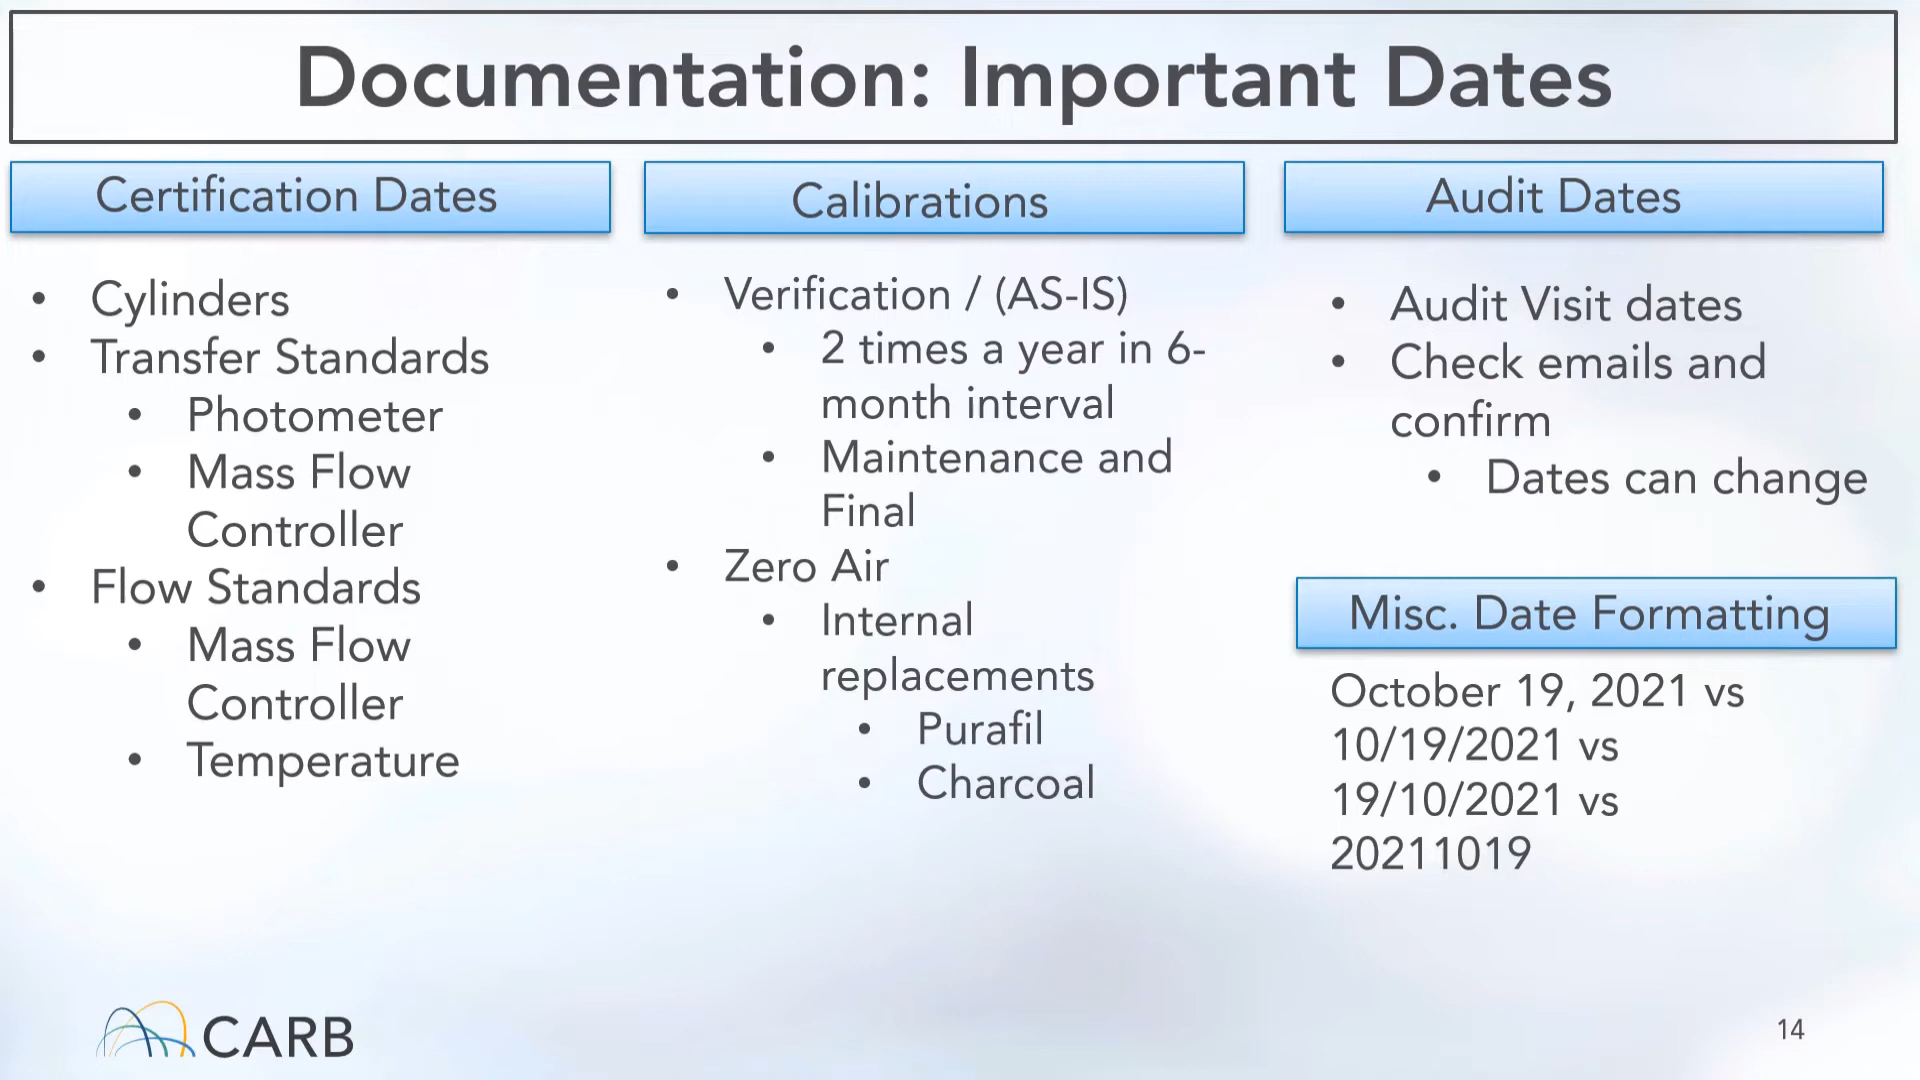 Documentation: Important Dates
Certification Dates
• Cylinders
• Transfer Standards
• Photometer
• Mass Flow
Controller
• Flow Standards
• Mass Flow
Controller
• Temperature
Calibrations
• Verification / (AS-IS)
• 2 times a year in 6-
month interval
• Maintenance and
Final
• Zero Air
• Internal
replacements
• Purafil
• Charcoal
Audit Dates
• Audit Visit dates
• Check emails and
confirm
• Dates can change
Misc. Date Formatting
October 19, 2021 vs
10/19/2021 vs
19/10/2021 vs
20211019
CARB
14